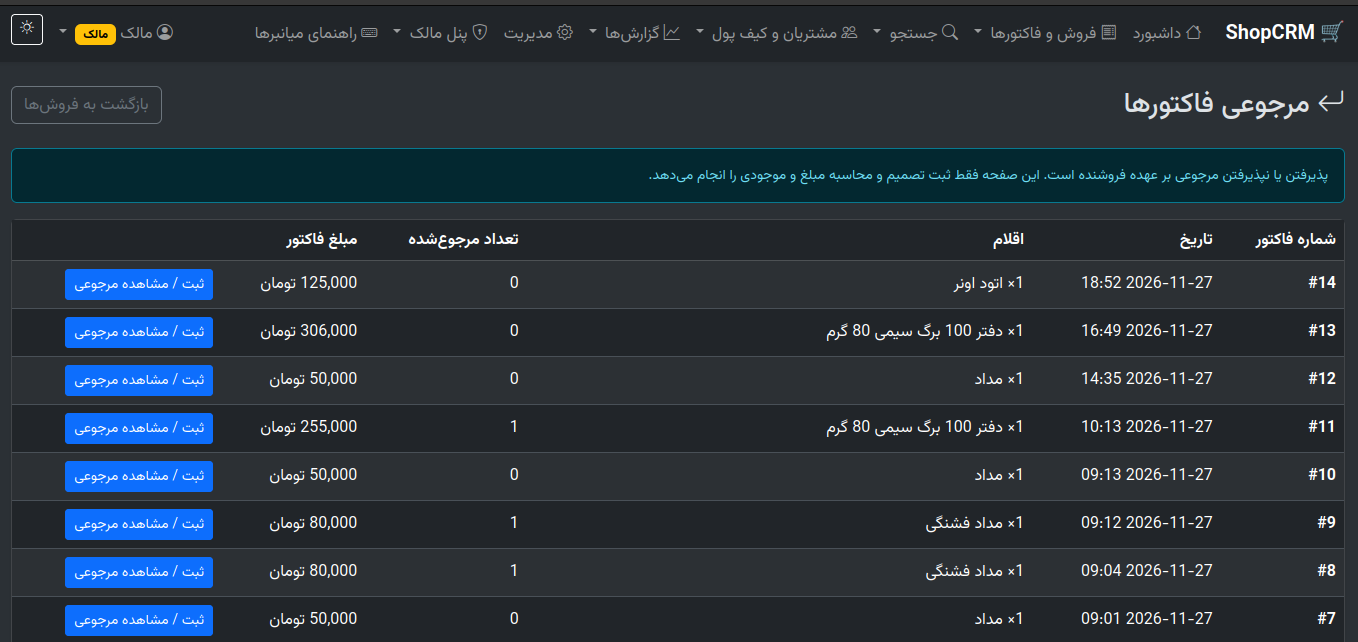 ShopCRM داشبورد فروش و فاکتورها جستجو مشتریان و کیف پول گزارش‌ها مدیریت پنل مالک راهنمای میانبرها مالک مالک
مرجوعی فاکتورها بازگشت به فروش‌ها
پذیرفتن یا نپذیرفتن مرجوعی بر عهده فروشنده است. این صفحه فقط ثبت تصمیم و محاسبه مبلغ و موجودی را انجام می‌دهد.
شماره فاکتور تاریخ اقلام تعداد مرجوع‌شده مبلغ فاکتور
#14 2026-11-27 18:52 1× اتود اونر 0 125,000 تومان ثبت / مشاهده مرجوعی
#13 2026-11-27 16:49 1× دفتر 100 برگ سیمی 80 گرم 0 306,000 تومان ثبت / مشاهده مرجوعی
#12 2026-11-27 14:35 1× مداد 0 50,000 تومان ثبت / مشاهده مرجوعی
#11 2026-11-27 10:13 1× دفتر 100 برگ سیمی 80 گرم 1 255,000 تومان ثبت / مشاهده مرجوعی
#10 2026-11-27 09:13 1× مداد 0 50,000 تومان ثبت / مشاهده مرجوعی
#9 2026-11-27 09:12 1× مداد فشنگی 1 80,000 تومان ثبت / مشاهده مرجوعی
#8 2026-11-27 09:04 1× مداد فشنگی 1 80,000 تومان ثبت / مشاهده مرجوعی
#7 2026-11-27 09:01 1× مداد 0 50,000 تومان ثبت / مشاهده مرجوعی